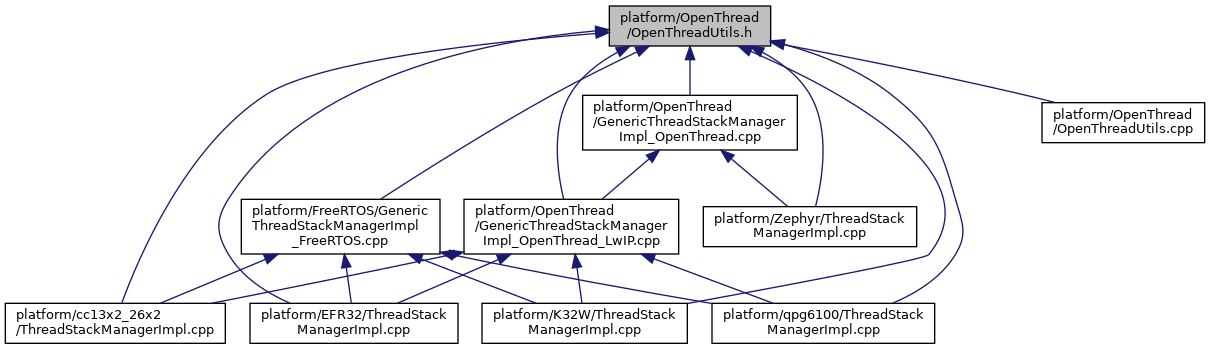 platform/OpenThread
/OpenThreadUtils.h
platform/OpenThread
/GenericThreadStackManager
Impl_OpenThread.cpp
platform/OpenThread
/OpenThreadUtils.cpp
platform/FreeRTOS/Generic
ThreadStackManagerImpl
_FreeRTOS.cpp
platform/OpenThread
/GenericThreadStackManager
Impl_OpenThread_LwIP.cpp
platform/Zephyr/ThreadStack
ManagerImpl.cpp
platform/cc13x2_26x2
/ThreadStackManagerImpl.cpp
platform/EFR32/ThreadStack
ManagerImpl.cpp
platform/K32W/ThreadStack
ManagerImpl.cpp
platform/qpg6100/ThreadStack
ManagerImpl.cpp